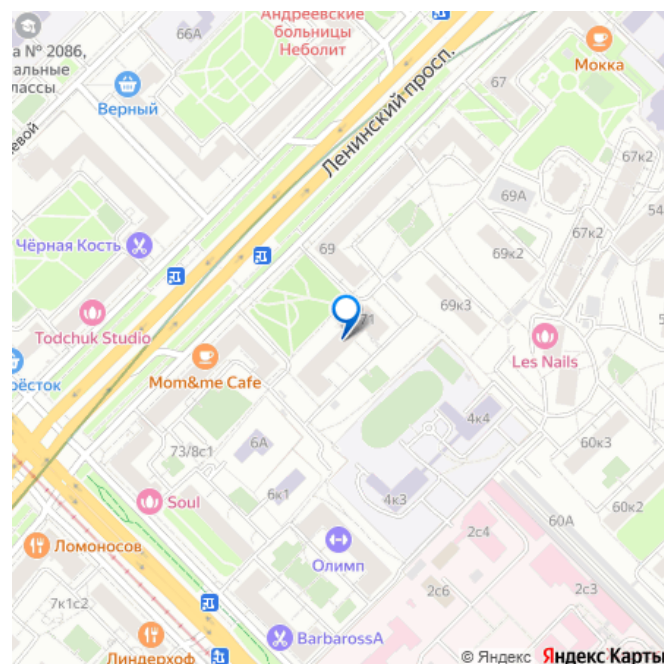 Андреевские
больницы
Неболит
66А
а № 2086,
альные
лассы
Мокка
67
Верный
евой
Ленинский просп.
67к2
69А
54
67к2
Чёрная Кость
69
69к2
69к3
71
Todchuk Studio
Les Nails
рёсток
Mom&me Cafe
4к4
73/8с1
6А
60к3
6к1
4к3
Soul
60к2
60А
2с4
Ломоносов
Олимп
2с6
2с3
7к1с2
BarbarossA
Линдерхоф
© Яндекс Яндекс Карты